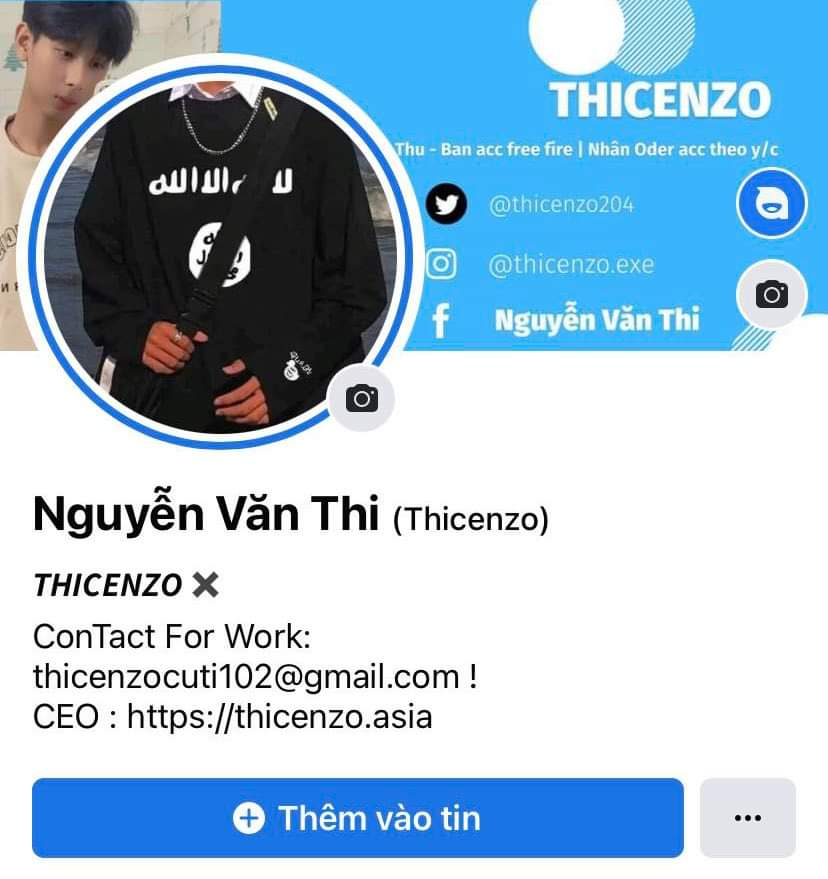 THICENZO
Thu - Ban acc free fire | Nhân Oder acc theo y/c
@thicenzo204
@thicenzo.exe
Nguyễn Văn Thi
Nguyễn Văn Thi (Thicenzo)
THICENZO ✖
ConTact For Work:
thicenzocuti102@gmail.com !
CEO : https://thicenzo.asia
Thêm vào tin